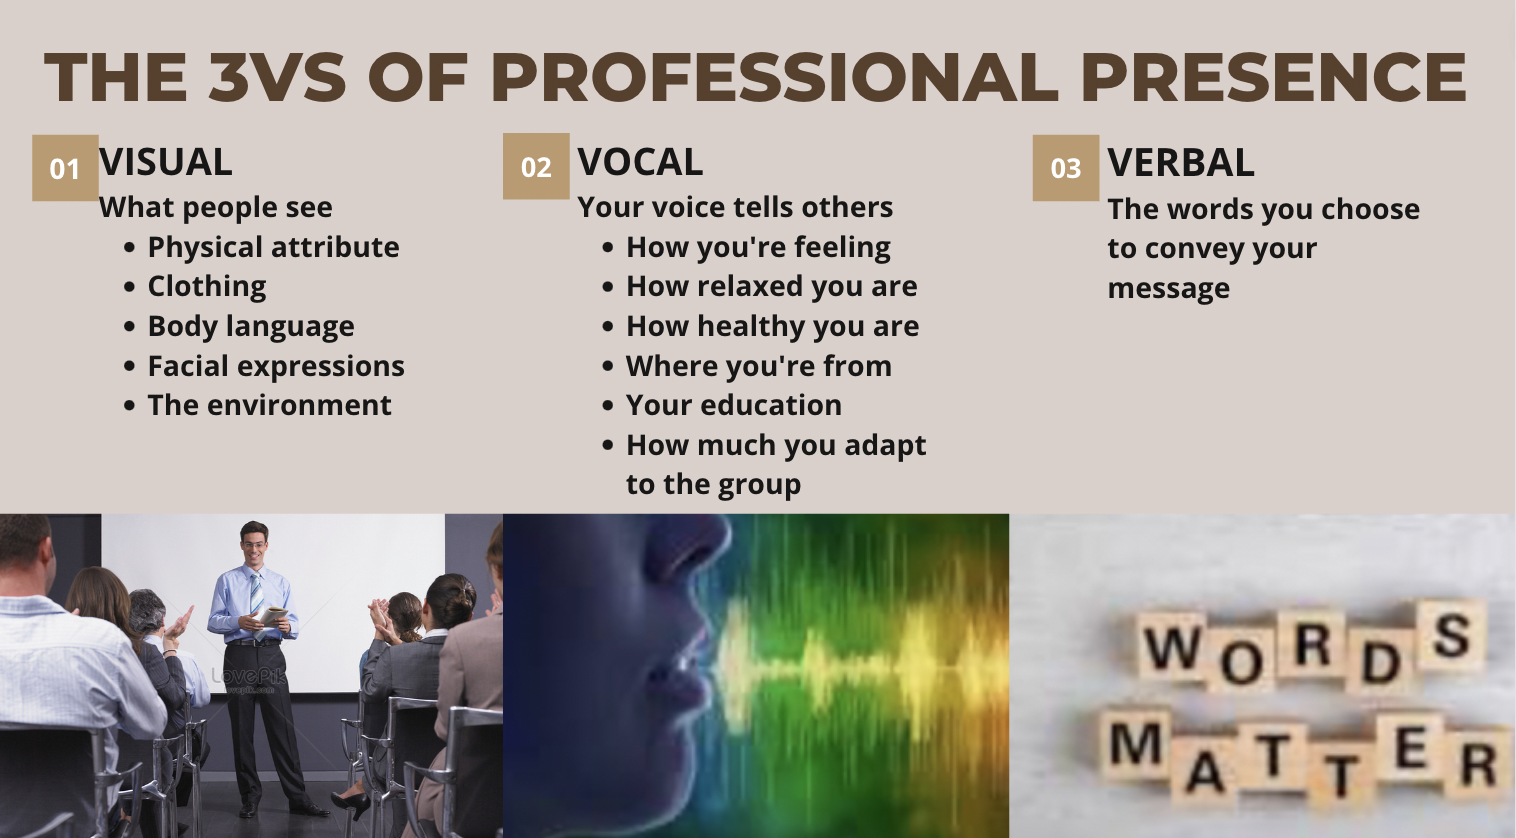 THE 3VS OF PROFESSIONAL PRESENCE
01
VISUAL
What people see
• Physical attribute
• Clothing
• Body language
• Facial expressions
• The environment
02
VOCAL
Your voice tells others
• How you're feeling
• How relaxed you are
• How healthy you are
• Where you're from
• Your education
• How much you adapt
to the group
03
VERBAL
The words you choose
to convey your
message
LovePik
lovepik.com
WORDS
MATTER